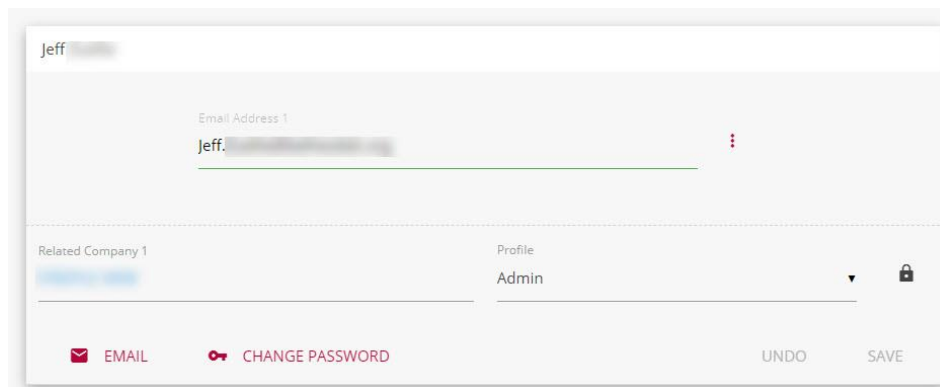 Jeff
Email Address 1
Jeff.
Related Company 1
Profile
Admin
EMAIL
CHANGE PASSWORD
UNDO
SAVE